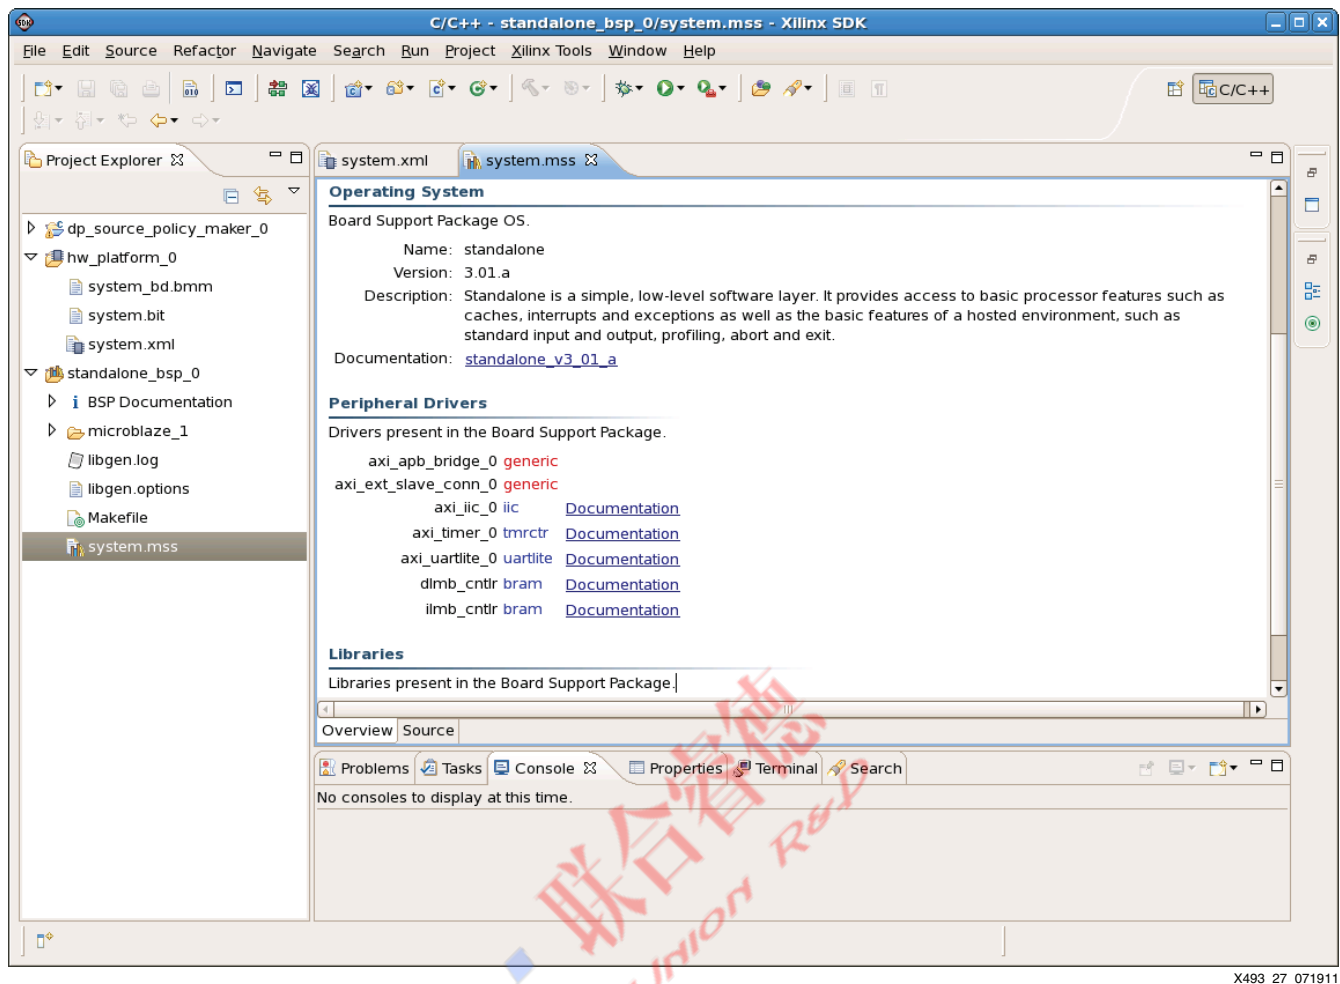 C/C++ - standalone_bsp_0/system.mss - Xilinx SDK
File Edit Source Refactor Navigate Search Run Project Xilinx Tools Window Help
C/C++
Project Explorer
dp_source_policy_maker_0
hw_platform_0
system_bd.bmm
system.bit
system.xml
standalone_bsp_0
BSP Documentation
microblaze_1
libgen.log
libgen.options
Makefile
system.mss
system.xml system.mss
Operating System
Board Support Package OS.
Name: standalone
Version: 3.01.a
Description: Standalone is a simple, low-level software layer. It provides access to basic processor features such as
caches, interrupts and exceptions as well as the basic features of a hosted environment, such as
standard input and output, profiling, abort and exit.
Documentation: standalone_v3_01_a
Peripheral Drivers
Drivers present in the Board Support Package.
axi_apb_bridge_0 generic
axi_ext_slave_conn_0 generic
axi_iic_0 iic Documentation
axi_timer_0 tmrctr Documentation
axi_uartlite_0 uartlite Documentation
dlmb_cntlr bram Documentation
ilmb_cntlr bram Documentation
Libraries
Libraries present in the Board Support Package.
Overview Source
Problems Tasks Console Properties Terminal Search
No consoles to display at this time.
联合睿德
UNION R&D
X493_27_071911